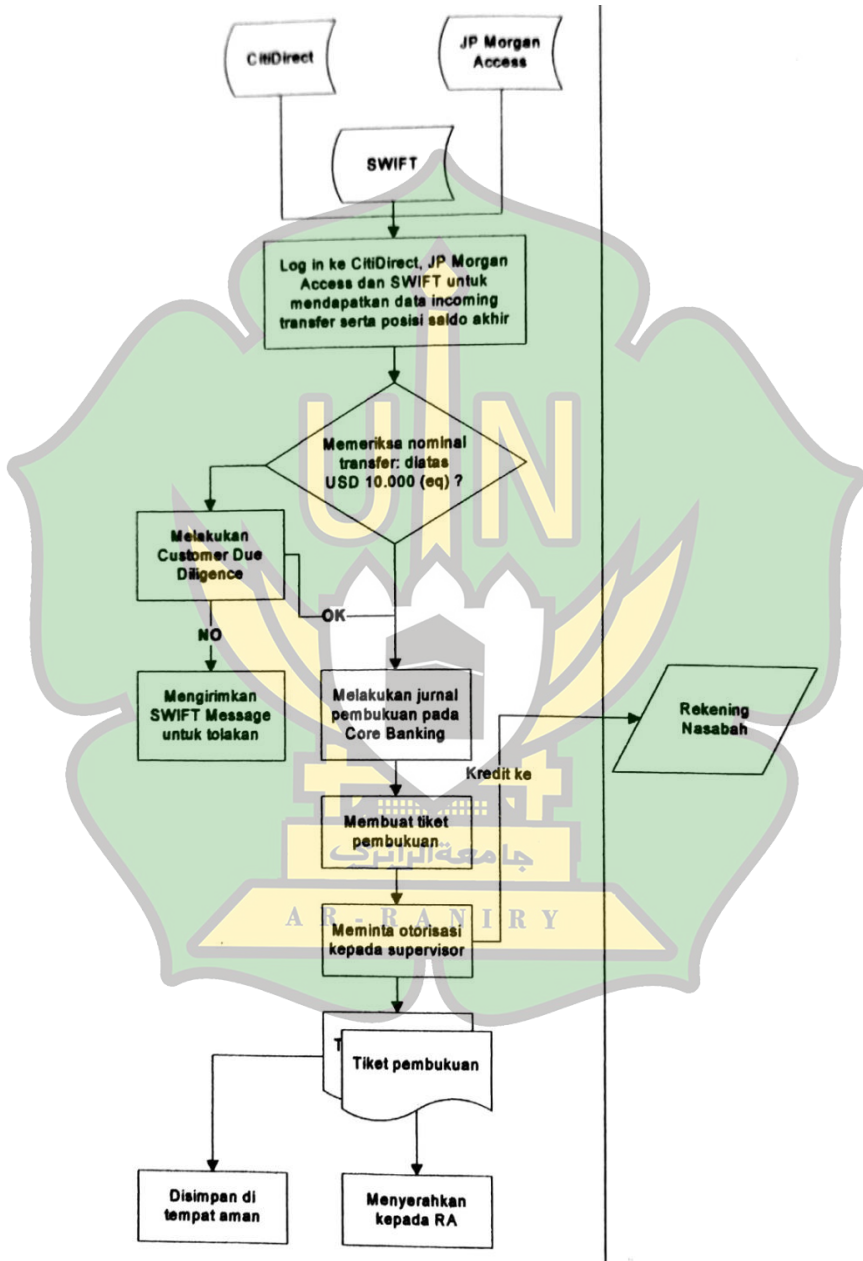 CitiDirect
JP Morgan
Access
SWIFT
Log in ke CitiDirect, JP Morgan
Access dan SWIFT untuk
mendapatkan data incoming
transfer serta posisi saldo akhir
UIN
Memeriksa nominal
transfer: diatas
USD 10.000 (eq) ?
Melakukan
Customer Due
Diligence
OK
NO
Mengirimkan
SWIFT Message
untuk tolakan
Melakukan jurnal
pembukuan pada
Core Banking
Rekening
Nasabah
Kredit ke
Membuat tiket
pembukuan
جامعة الرانري
AR-RANIRY
Meminta otorisasi
kepada supervisor
T
Tiket pembukuan
Disimpan di
tempat aman
Menyerahkan
kepada RA